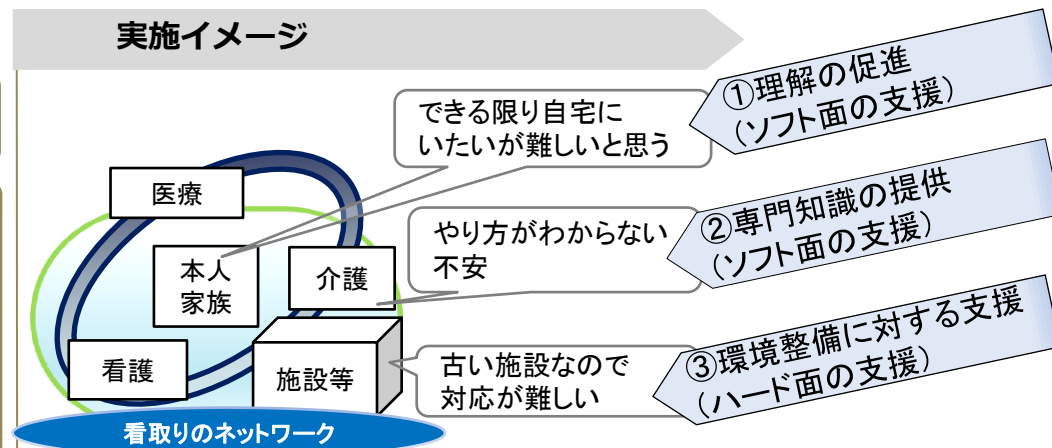 実施イメージ
できる限り自宅に
いたいが難しいと思う
①理解の促進
(ソフト面の支援)
医療
本人
家族
介護
やり方がわからない
不安
②専門知識の提供
(ソフト面の支援)
看護
施設等
古い施設なので
対応が難しい
③環境整備に対する支援
(ハード面の支援)
看取りのネットワーク